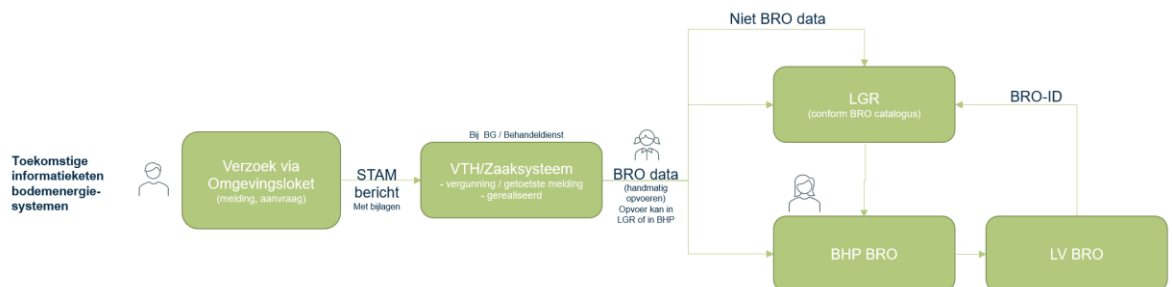 Toekomstige
informatieketen
bodemenergie-
systemen
Verzoek via
Omgevingsloket
(melding, aanvraag)
STAM
bericht
Met bijlagen
Bij BG / Behandeldienst
VTH/Zaaksysteem
- vergunning / getoetste melding
- gerealiseerd
BRO data
(handmatig
opvoeren)
Opvoer kan in
LGR of in BHP
Niet BRO data
LGR
(conform BRO catalogus)
BRO-ID
BHP BRO
LV BRO